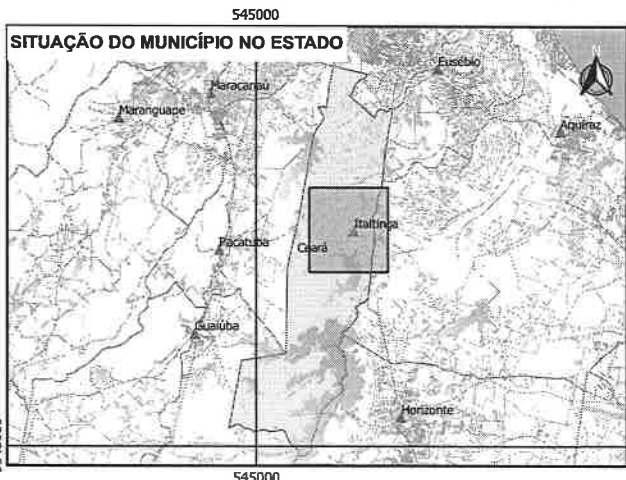 545000
SITUAÇÃO DO MUNICÍPIO NO ESTADO
N
Eusébio
Maracanaú
Maranguape
Aquiraz
Itaitinga
Pacatuba
Ceará
Guaiúba
Horizonte
545000